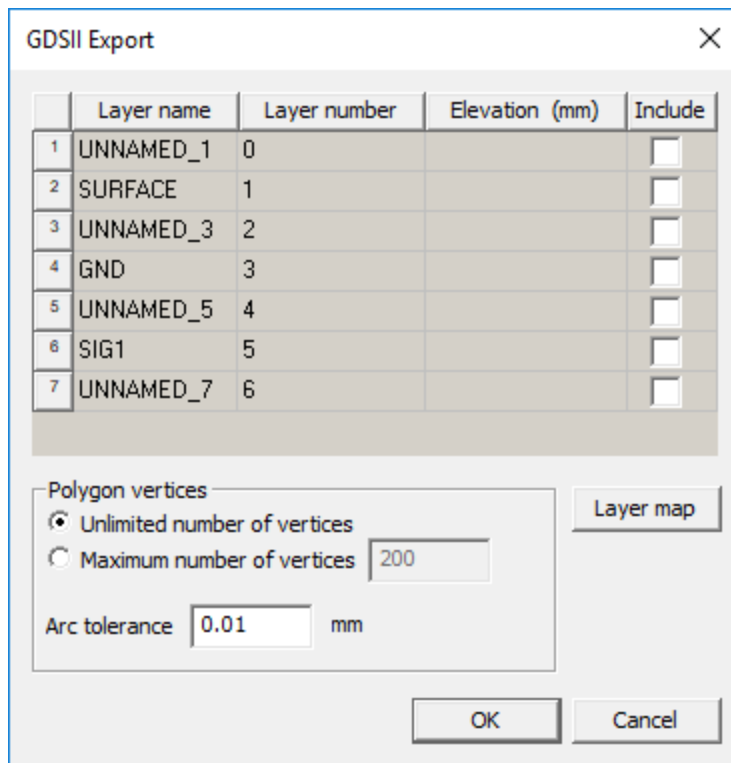 GDSII Export
Layer name Layer number Elevation (mm) Include
1 UNNAMED_1 0
2 SURFACE 1
3 UNNAMED_3 2
4 GND 3
5 UNNAMED_5 4
6 SIG1 5
7 UNNAMED_7 6
Polygon vertices
Unlimited number of vertices
Layer map
Maximum number of vertices 200
Arc tolerance 0.01 mm
OK Cancel